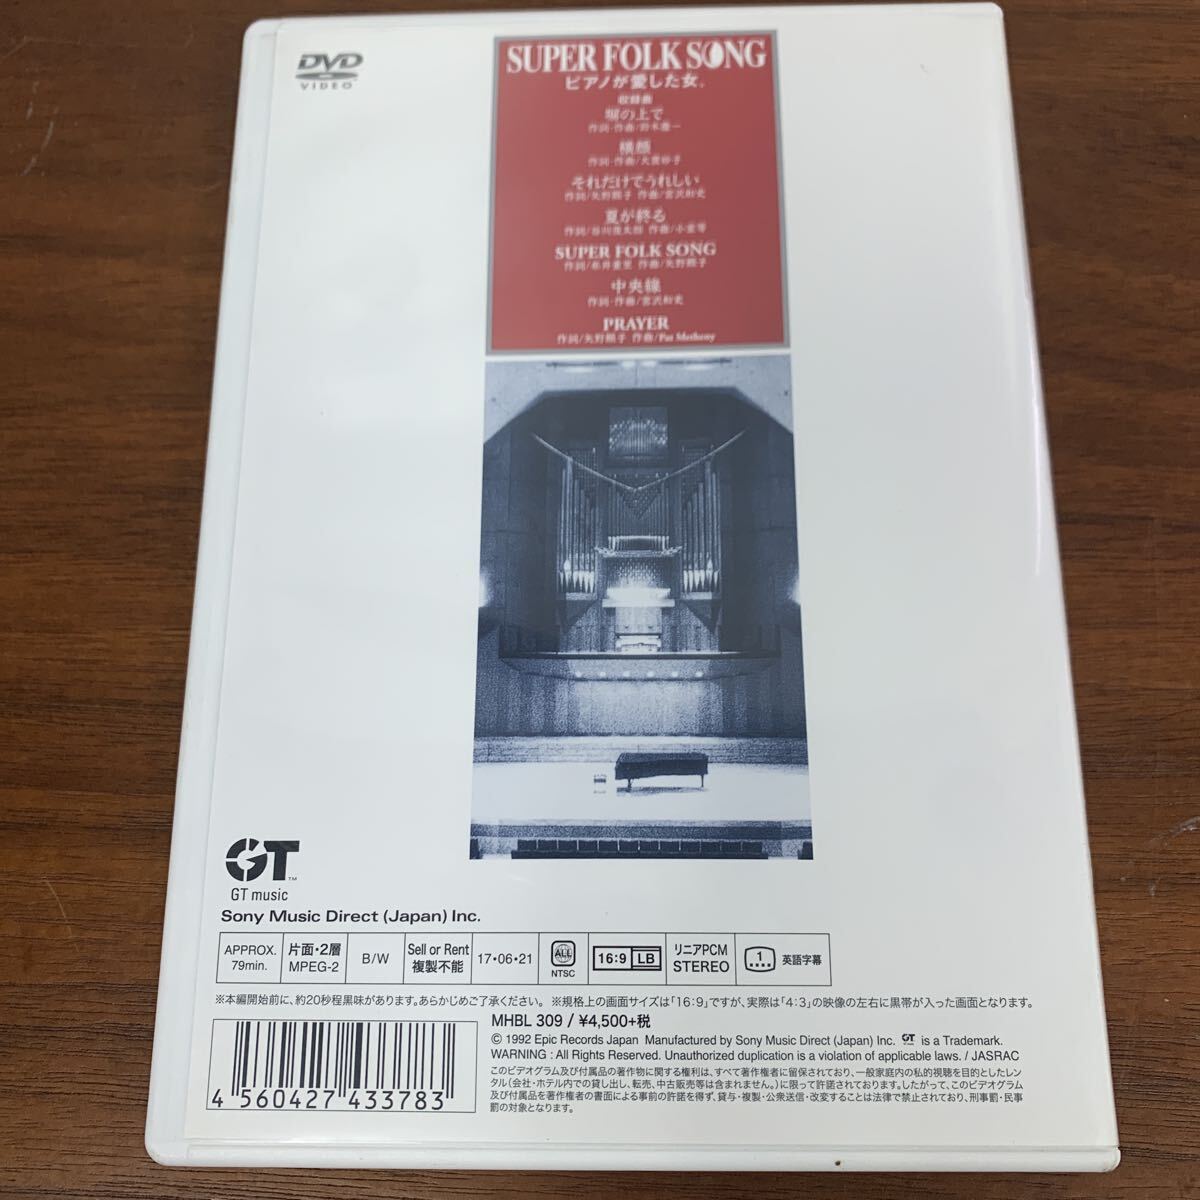 DVD
VIDEO
SUPER FOLK SONG
ピアノが愛した女。
収録曲
塀の上で
作詞・作曲/鈴木慶一
横顔
作詞・作曲/大貫妙子
それだけでうれしい
作詞/矢野顕子 作曲/宮沢和史
夏が終る
作詞/谷川俊太郎 作曲/小室等
SUPER FOLK SONG
作詞/糸井重里 作曲/矢野顕子
中央線
作詞・作曲/宮沢和史
PRAYER
作詞/矢野顕子 作曲/Pat Metheny
GT™
GT music
Sony Music Direct (Japan) Inc.
APPROX. 79min.
片面・2層 MPEG-2
B/W
Sell or Rent 複製不能
17・06・21
ALL NTSC
16:9 LB
リニアPCM STEREO
1 英語字幕
※本編開始前に、約20秒程黒味があります。あらかじめご了承ください。 ※規格上の画面サイズは「16:9」ですが、実際は「4:3」の映像の左右に黒帯が入った画面となります。
MHBL 309 / ¥4,500+税
© 1992 Epic Records Japan Manufactured by Sony Music Direct (Japan) Inc. GT is a Trademark.
WARNING : All Rights Reserved. Unauthorized duplication is a violation of applicable laws. / JASRAC
このビデオグラム及び付属品の著作物に関する権利は、すべて著作権者に留保されており、一般家庭内の私的視聴を目的としたレン
タル(会社・ホテル内での貸し出し、転売、中古販売等は含まれません。)に限って許諾されております。したがって、このビデオグラム
及び付属品を著作権者の書面による事前の許諾を得ず、貸与・複製・公衆送信・改変することは法律で禁止されており、刑事罰・民事
罰の対象となります。
4 560427 433783